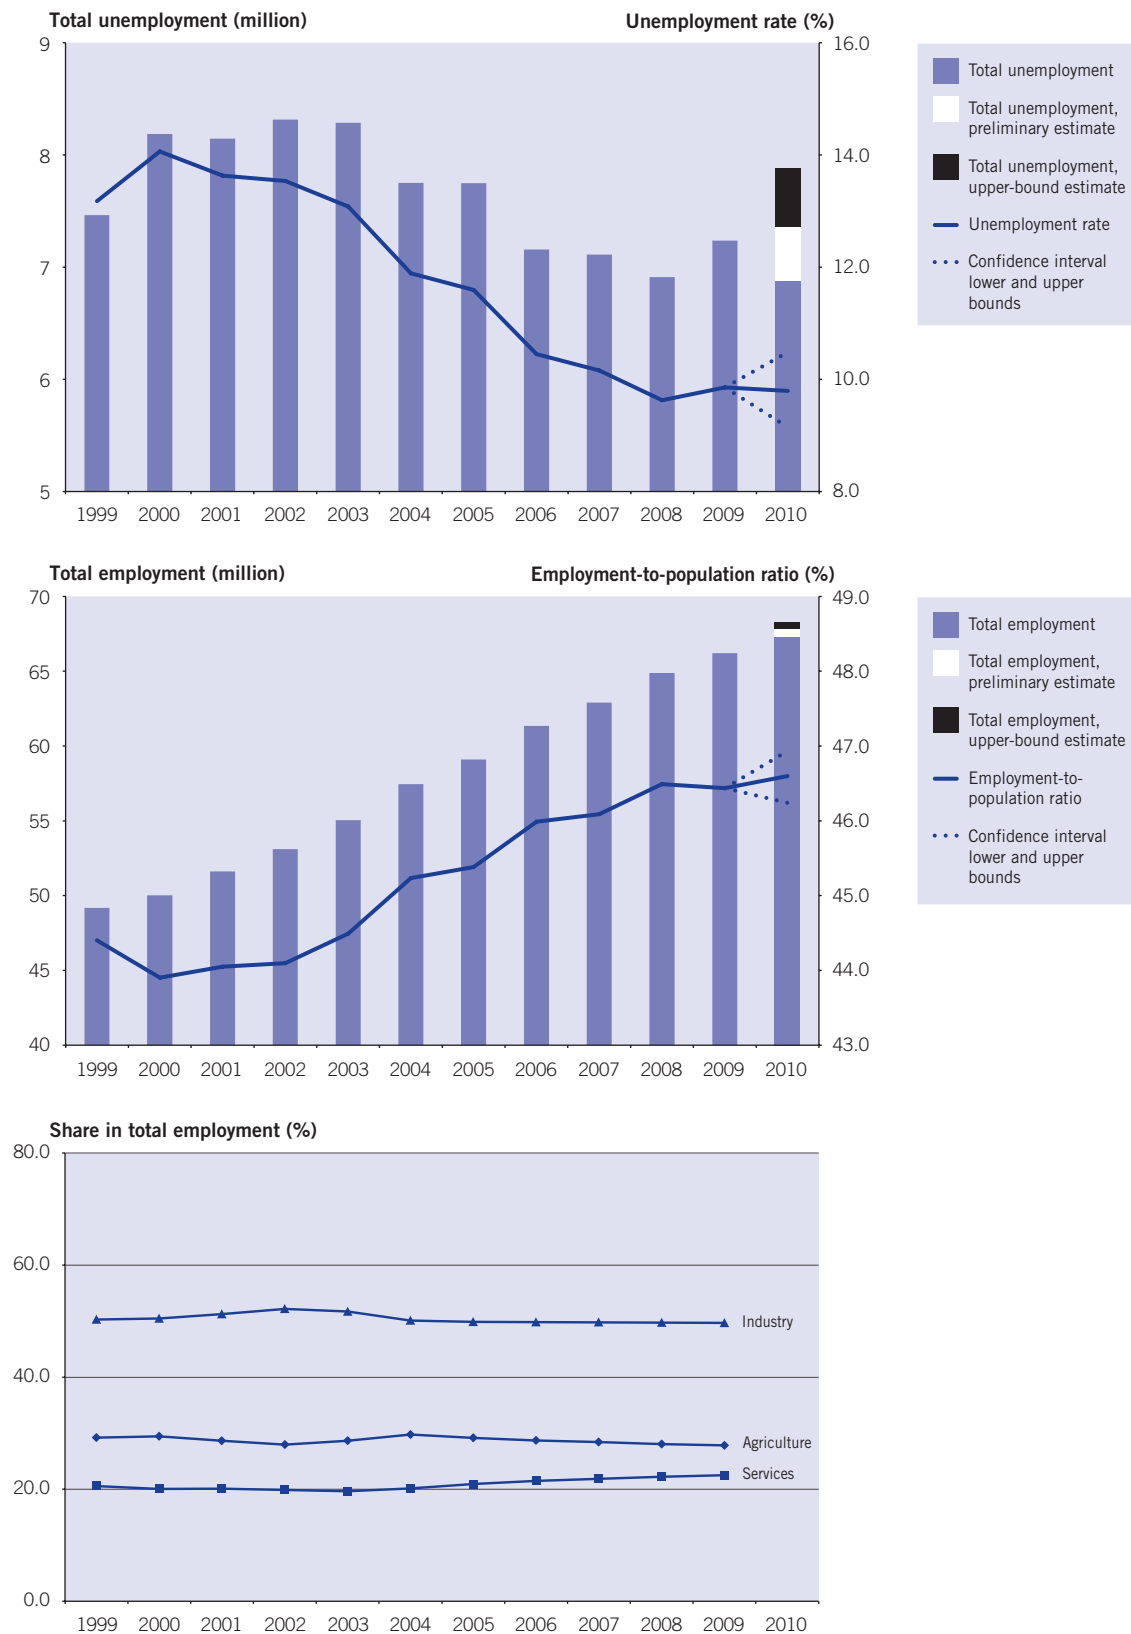 Total unemployment (million)
Unemployment rate (%)
9
8
7
6
5
16.0
14.0
12.0
10.0
8.0
1999 2000 2001 2002 2003 2004 2005 2006 2007 2008 2009 2010
Total unemployment
Total unemployment,
preliminary estimate
Total unemployment,
upper-bound estimate
Unemployment rate
Confidence interval
lower and upper
bounds
Total employment (million)
Employment-to-population ratio (%)
70
65
60
55
50
45
40
49.0
48.0
47.0
46.0
45.0
44.0
43.0
1999 2000 2001 2002 2003 2004 2005 2006 2007 2008 2009 2010
Total employment
Total employment,
preliminary estimate
Total employment,
upper-bound estimate
Employment-to-
population ratio
Confidence interval
lower and upper
bounds
Share in total employment (%)
80.0
60.0
40.0
20.0
0.0
Industry
Agriculture
Services
1999 2000 2001 2002 2003 2004 2005 2006 2007 2008 2009 2010